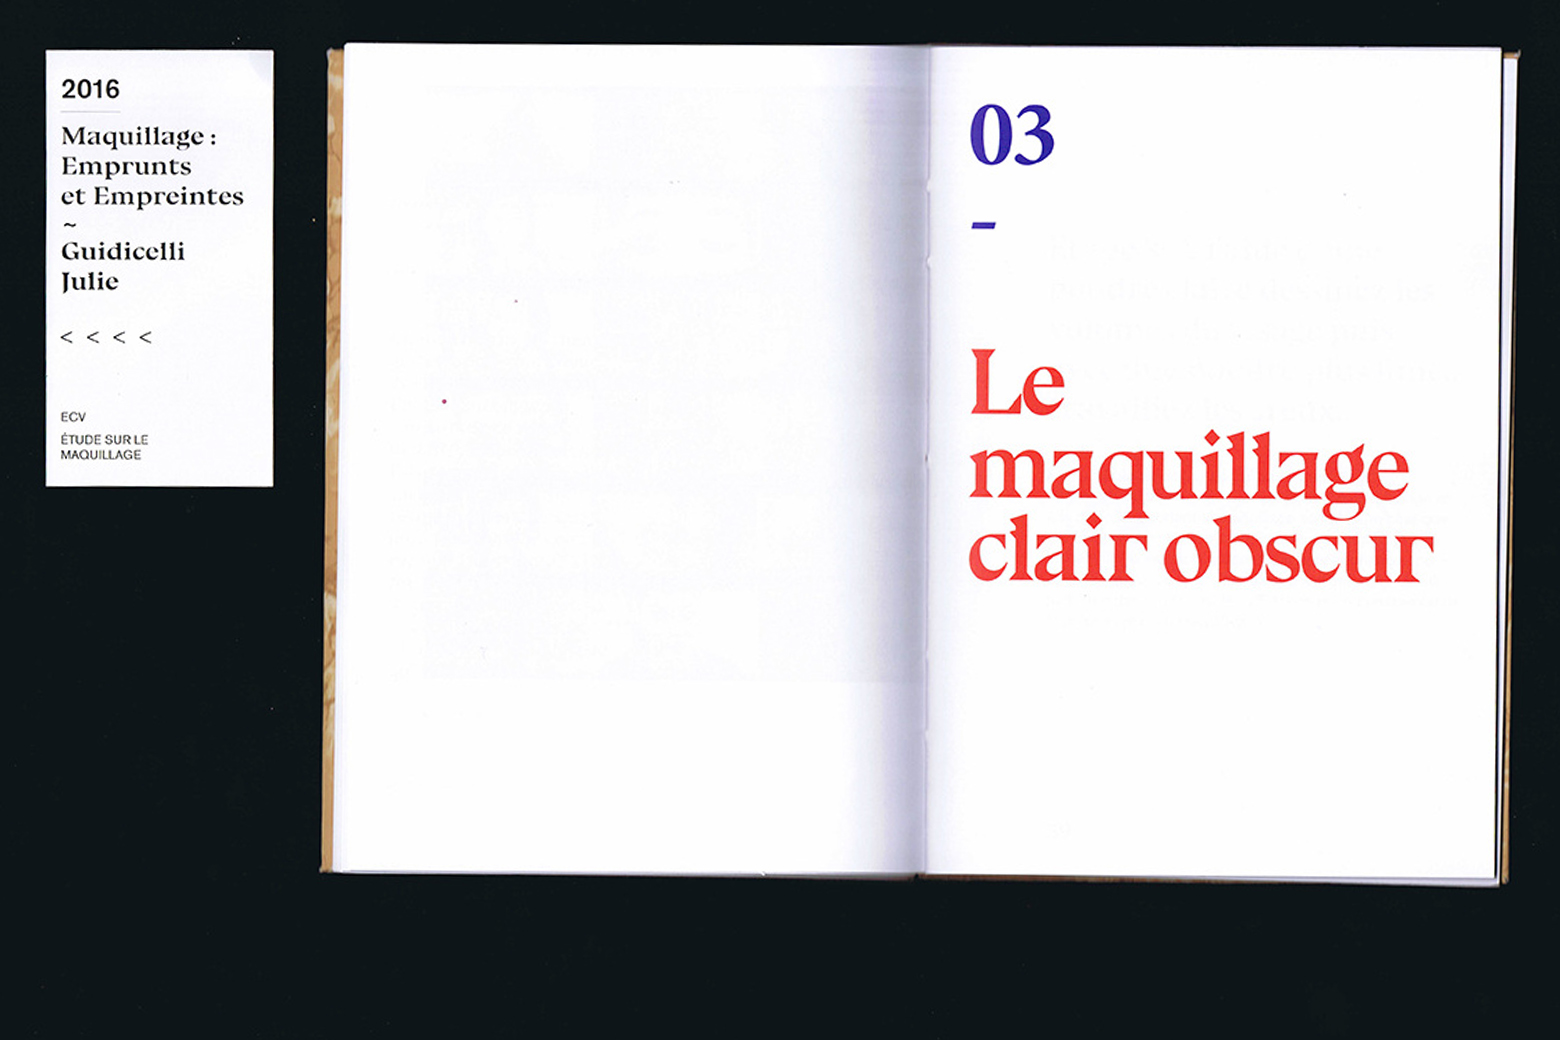 2016
Maquillage :
Emprunts
et Empreintes
~
Guidicelli
Julie
< < < <
ECV
ÉTUDE SUR LE
MAQUILLAGE
03
-
Le
maquillage
clair obscur